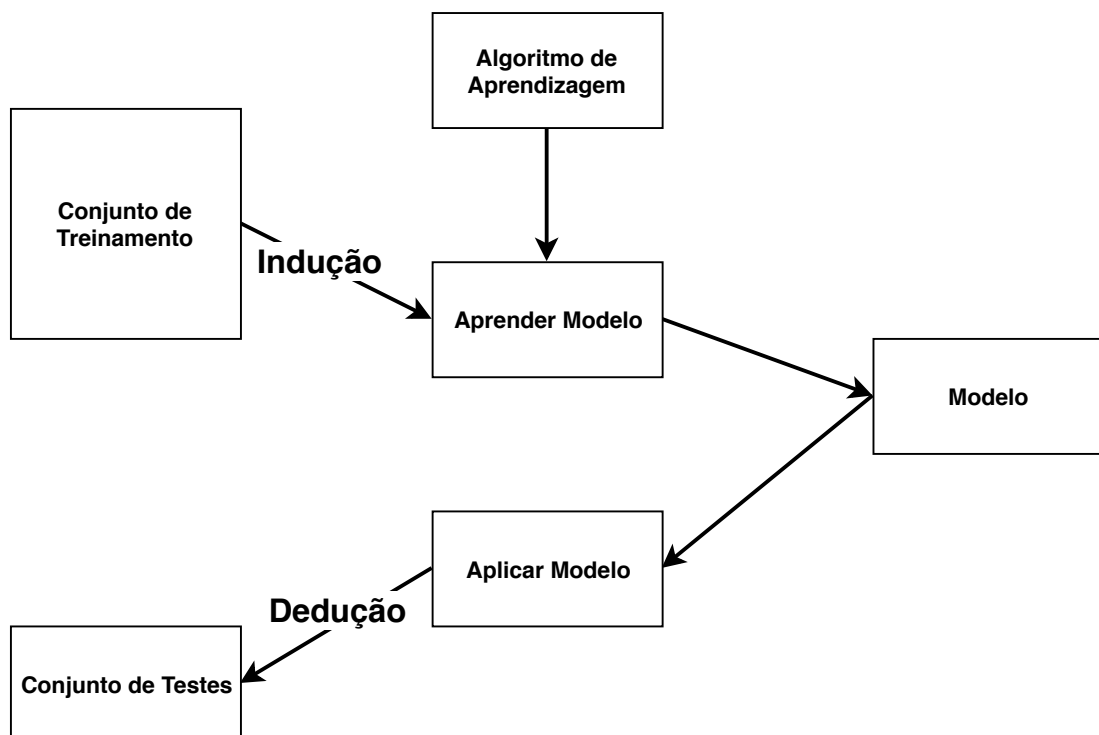 Algoritmo de
Aprendizagem
Conjunto de
Treinamento
Indução
Aprender Modelo
Modelo
Aplicar Modelo
Dedução
Conjunto de Testes